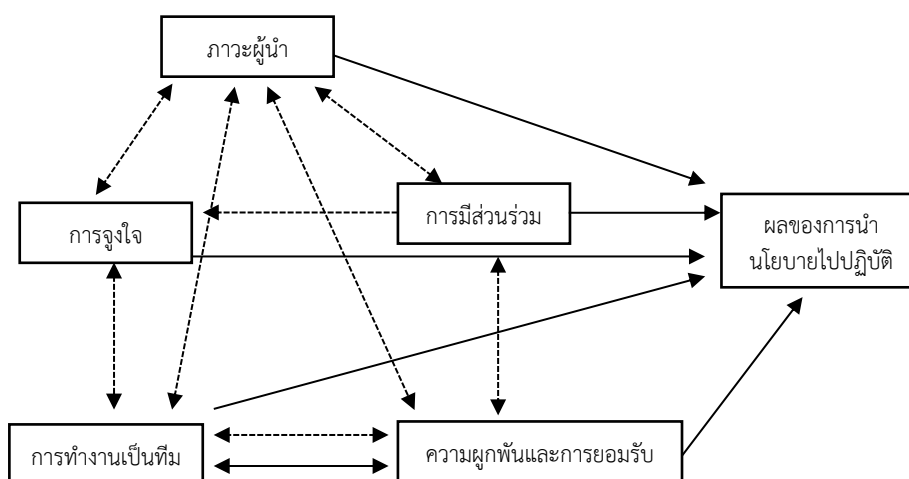 ภาวะผู้นำ
การมีส่วนร่วม
การจูงใจ
ผลของการนำ
นโยบายไปปฏิบัติ
การทำงานเป็นทีม
ความผูกพันและการยอมรับ